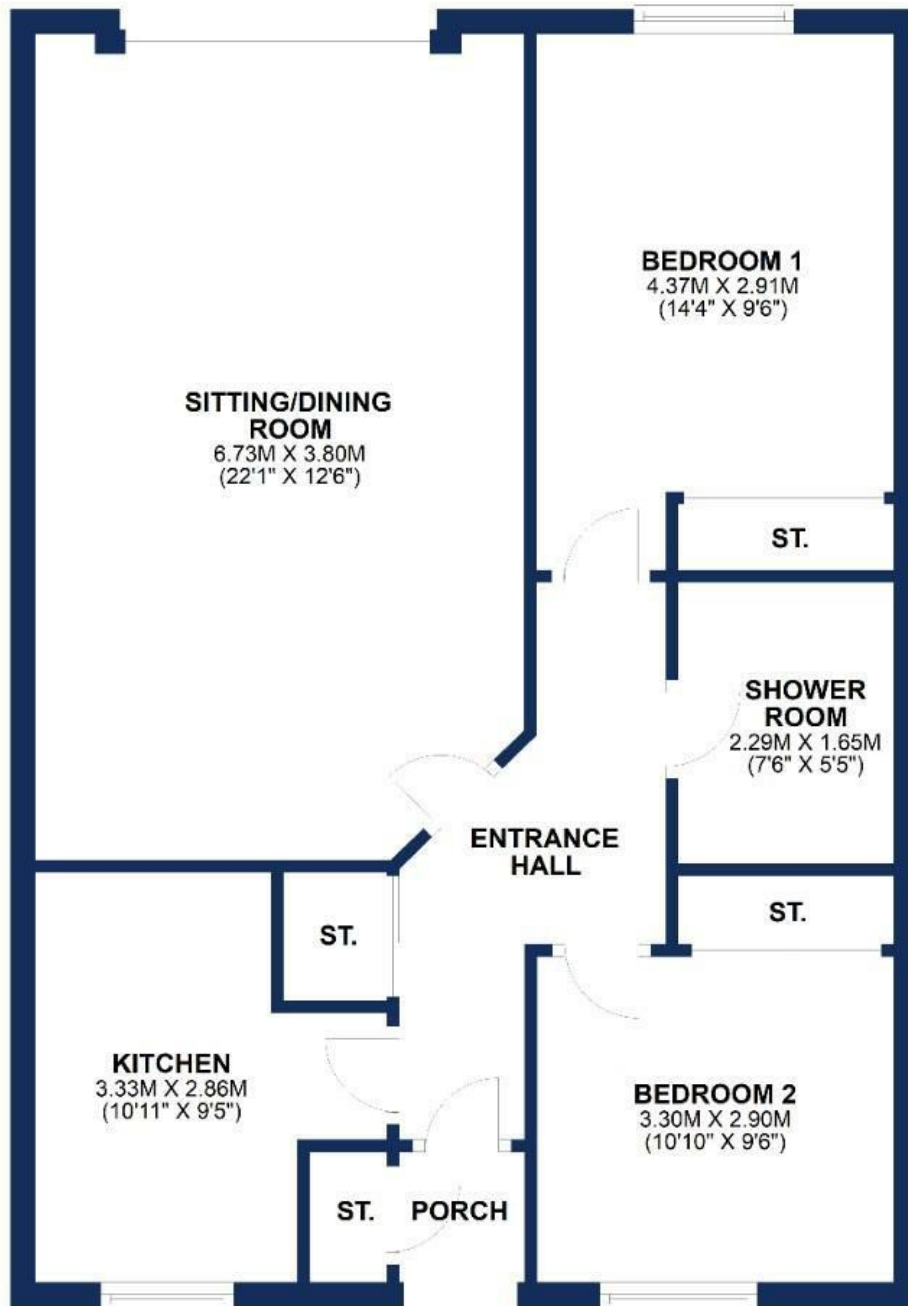 BEDROOM 1
4.37M X 2.91M
(14'4" X 9'6")
SITTING/DINING
ROOM
6.73M X 3.80M
(22'1" X 12'6")
ST.
SHOWER
ROOM
2.29M X 1.65M
(7'6" X 5'5")
ENTRANCE
HALL
ST.
ST.
KITCHEN
3.33M X 2.86M
(10'11" X 9'5")
BEDROOM 2
3.30M X 2.90M
(10'10" X 9'6")
ST.
PORCH